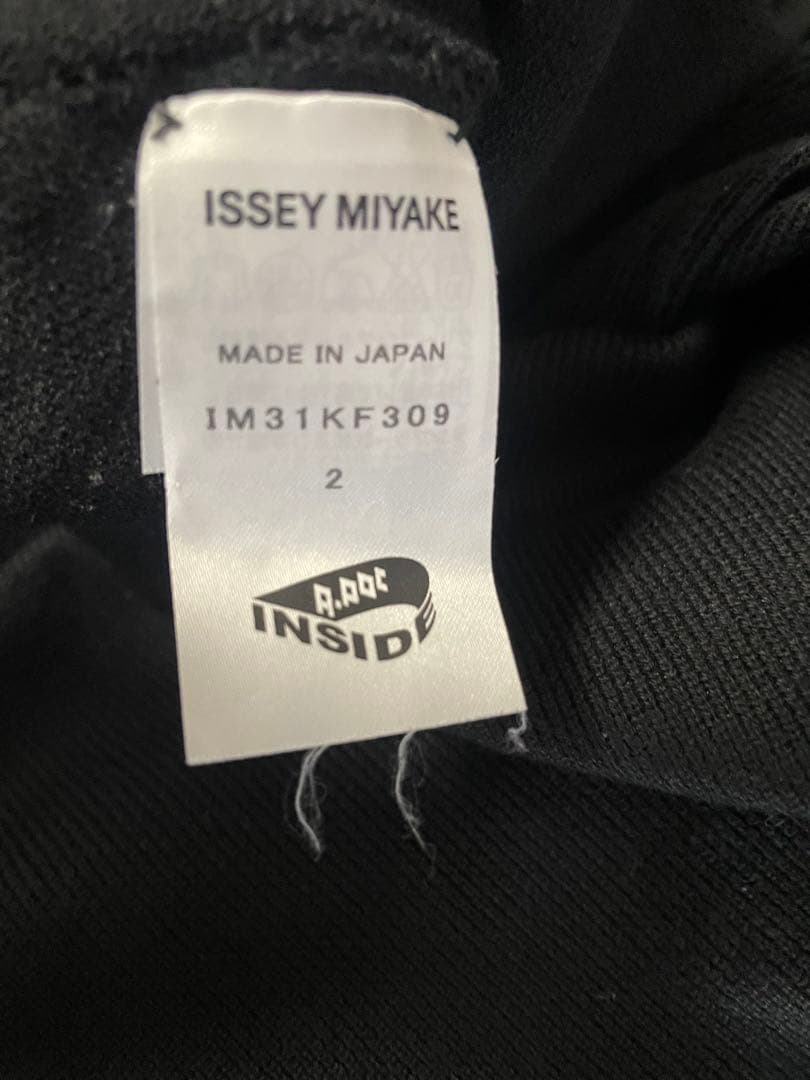 ISSEY MIYAKE
MADE IN JAPAN
IM31KF309
2
A.POC
INSIDE